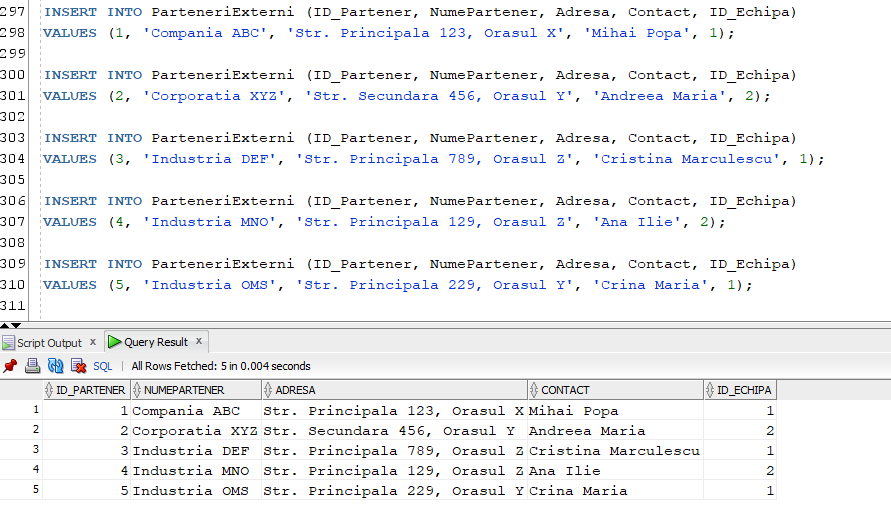 297 INSERT INTO ParteneriExterni (ID_Partener, NumePartener, Adresa, Contact, ID_Echipa)
298 VALUES (1, 'Compania ABC', 'Str. Principala 123, Orasul X', 'Mihai Popa', 1);
299
300 INSERT INTO ParteneriExterni (ID_Partener, NumePartener, Adresa, Contact, ID_Echipa)
301 VALUES (2, 'Corporatia XYZ', 'Str. Secundara 456, Orasul Y', 'Andreea Maria', 2);
302
303 INSERT INTO ParteneriExterni (ID_Partener, NumePartener, Adresa, Contact, ID_Echipa)
304 VALUES (3, 'Industria DEF', 'Str. Principala 789, Orasul Z', 'Cristina Marculescu', 1);
305
306 INSERT INTO ParteneriExterni (ID_Partener, NumePartener, Adresa, Contact, ID_Echipa)
307 VALUES (4, 'Industria MNO', 'Str. Principala 129, Orasul Z', 'Ana Ilie', 2);
308
309 INSERT INTO ParteneriExterni (ID_Partener, NumePartener, Adresa, Contact, ID_Echipa)
310 VALUES (5, 'Industria OMS', 'Str. Principala 229, Orasul Y', 'Crina Maria', 1);
311
Script Output x Query Result x
SQL | All Rows Fetched: 5 in 0.004 seconds
ID_PARTENER NUMEPARTENER ADRESA CONTACT ID_ECHIPA
1 1 Compania ABC Str. Principala 123, Orasul X Mihai Popa 1
2 2 Corporatia XYZ Str. Secundara 456, Orasul Y Andreea Maria 2
3 3 Industria DEF Str. Principala 789, Orasul Z Cristina Marculescu 1
4 4 Industria MNO Str. Principala 129, Orasul Z Ana Ilie 2
5 5 Industria OMS Str. Principala 229, Orasul Y Crina Maria 1